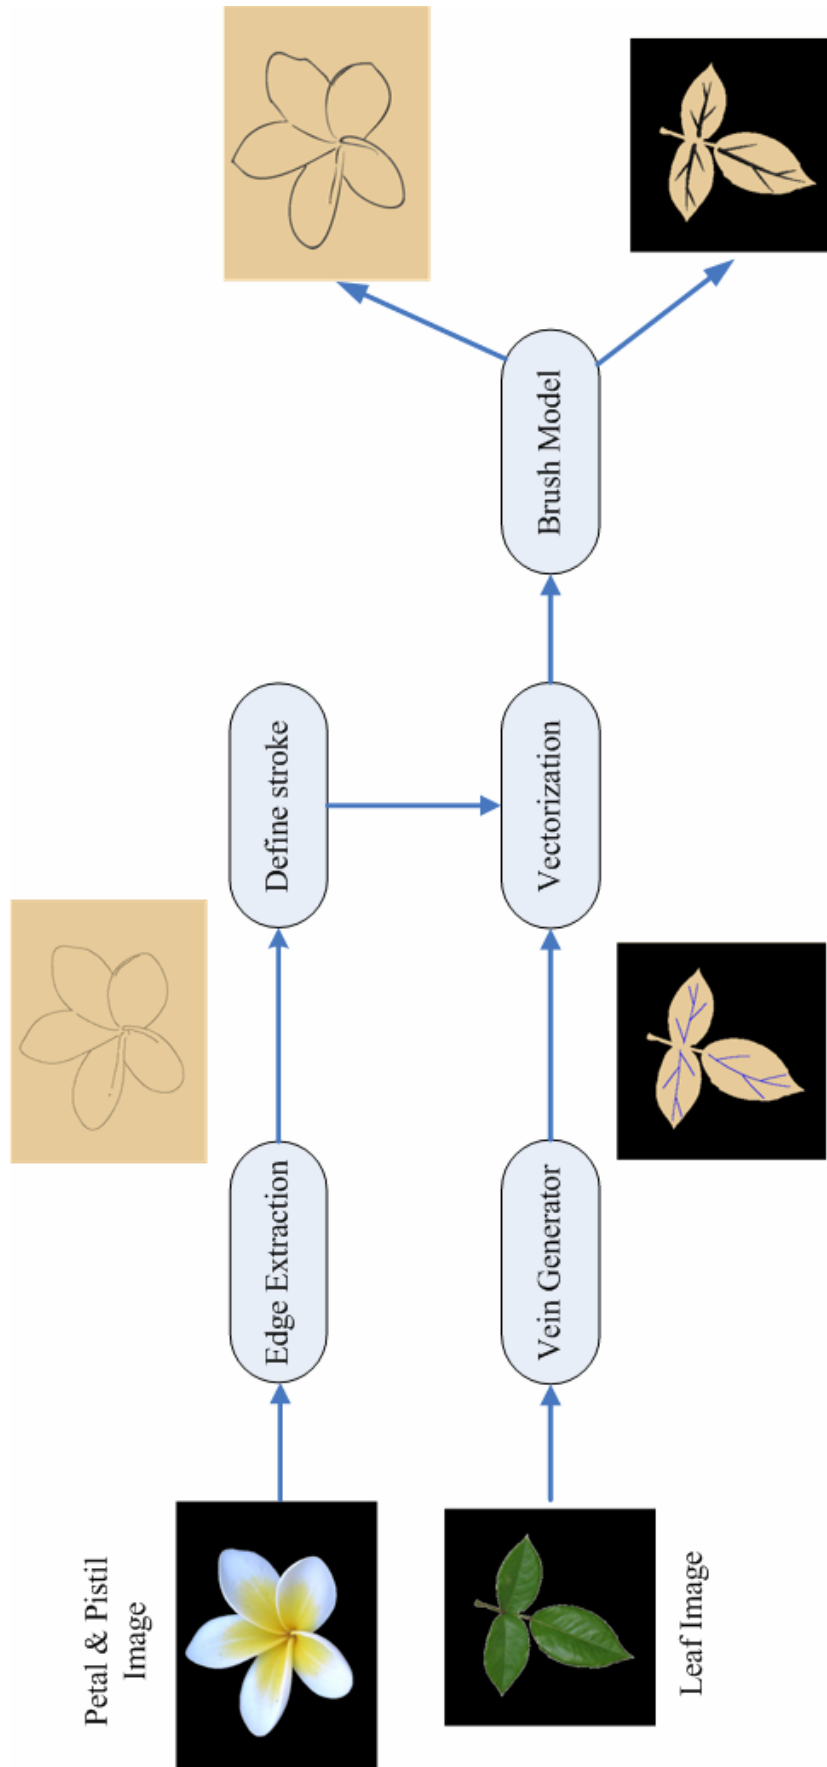 Petal & Pistil
Image
Edge Extraction
Define stroke
Leaf Image
Vein Generator
Vectorization
Brush Model